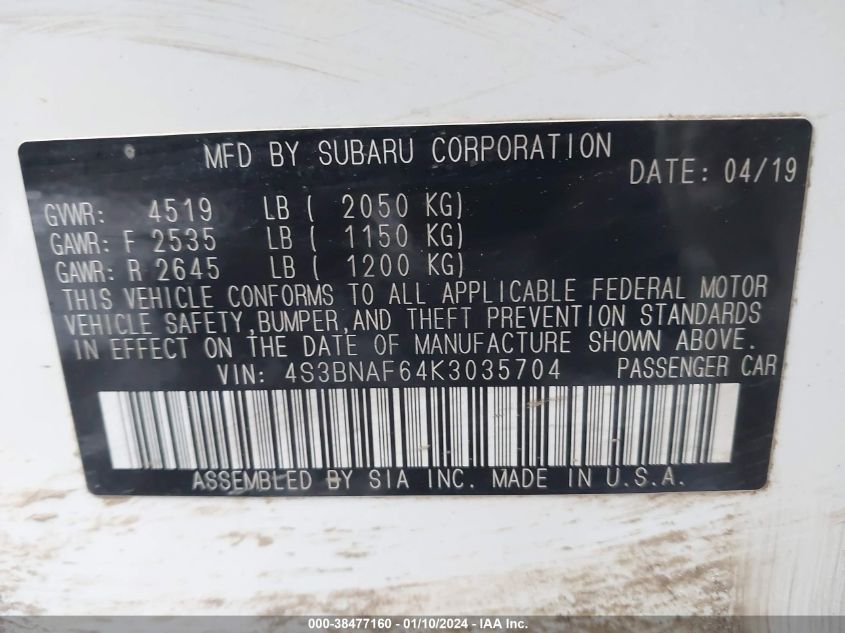 MFD BY SUBARU CORPORATION
DATE: 04/19
GVWR: 4519 LB ( 2050 KG)
GAWR: F 2535 LB ( 1150 KG)
GAWR: R 2645 LB ( 1200 KG)
THIS VEHICLE CONFORMS TO ALL APPLICABLE FEDERAL MOTOR
VEHICLE SAFETY,BUMPER,AND THEFT PREVENTION STANDARDS
IN EFFECT ON THE DATE OF MANUFACTURE SHOWN ABOVE.
VIN: 4S3BNAF64K3035704 PASSENGER CAR
ASSEMBLED BY SIA INC. MADE IN U.S.A.
000-38477160 - 01/10/2024 - IAA Inc.